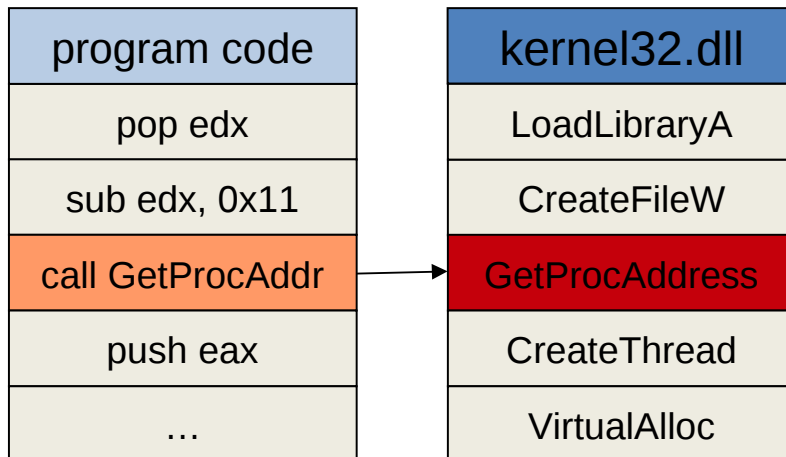 program code
pop edx
sub edx, 0x11
call GetProcAddr
push eax
…
kernel32.dll
LoadLibraryA
CreateFileW
GetProcAddress
CreateThread
VirtualAlloc